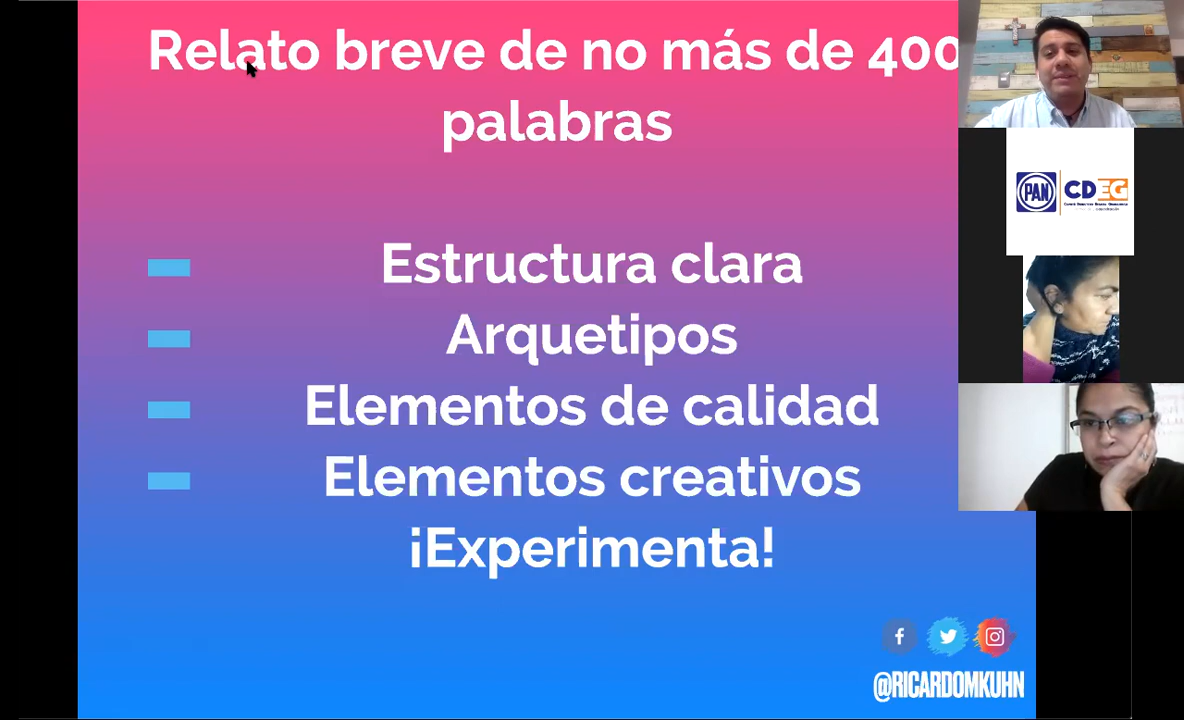 Relato breve de no más de 400
palabras
Estructura clara
Arquetipos
Elementos de calidad
Elementos creativos
¡Experimenta!
@RICARDOMKUHN
PAN
CDEG